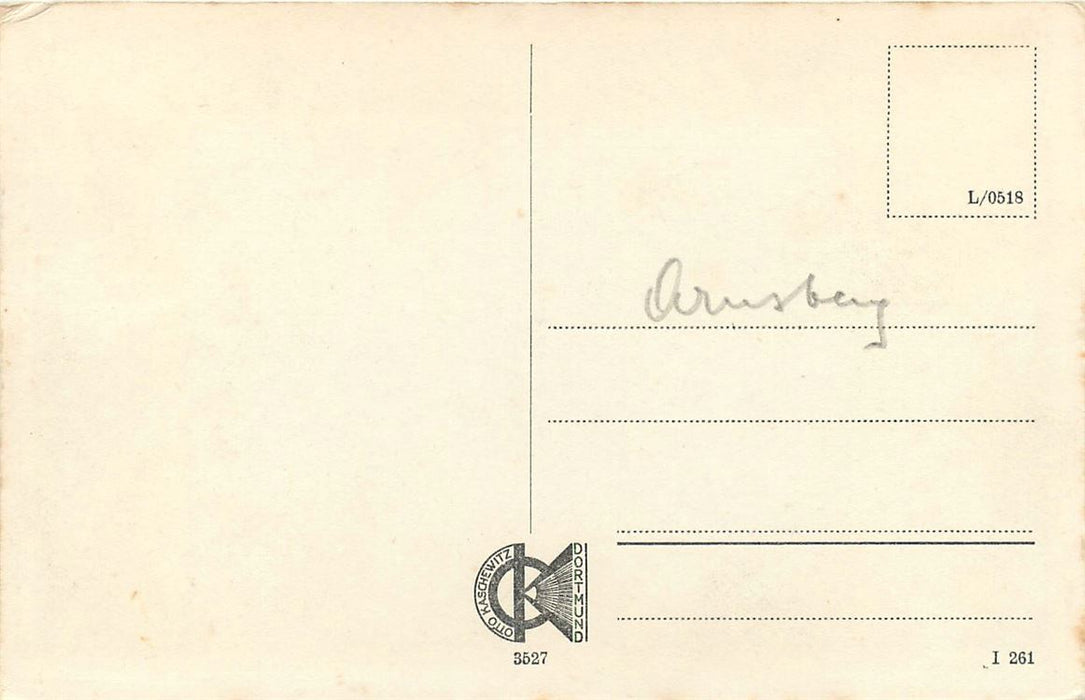 L/0518
Arnsberg
OTTO KASCHEWITZ
DORTMUND
3527
I 261